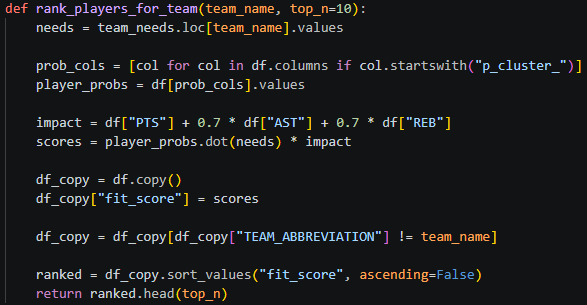 def rank_players_for_team(team_name, top_n=10):
    needs = team_needs.loc[team_name].values

    prob_cols = [col for col in df.columns if col.startswith("p_cluster_")]
    player_probs = df[prob_cols].values

    impact = df["PTS"] + 0.7 * df["AST"] + 0.7 * df["REB"]
    scores = player_probs.dot(needs) * impact

    df_copy = df.copy()
    df_copy["fit_score"] = scores

    df_copy = df_copy[df_copy["TEAM_ABBREVIATION"] != team_name]

    ranked = df_copy.sort_values("fit_score", ascending=False)
    return ranked.head(top_n)